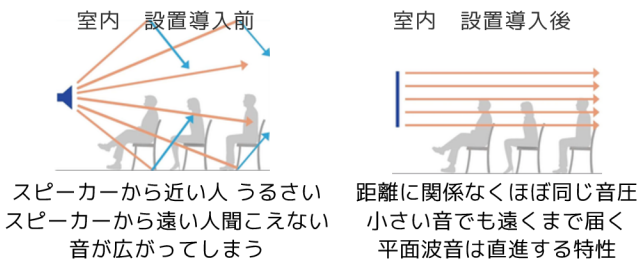 室内　設置導入前
室内　設置導入後
スピーカーから近い人 うるさい
スピーカーから遠い人聞こえない
音が広がってしまう
距離に関係なくほぼ同じ音圧
小さい音でも遠くまで届く
平面波音は直進する特性